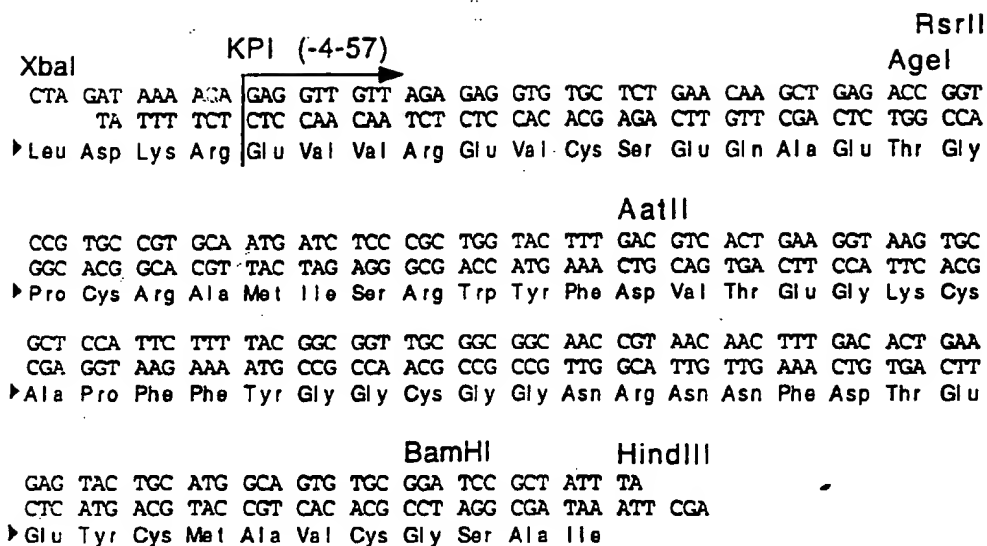 RsrII
KPI (-4-57)
XbaI AgeI
CTA GAT AAA AGA GAG GTT GTT AGA GAG GTG TGC TCT GAA CAA GCT GAG ACC GGT
TA TTT TCT CTC CAA CAA TCT CTC CAC ACG AGA CTT GTT CGA CTC TGG CCA
Leu Asp Lys Arg Glu Val Val Arg Glu Val Cys Ser Glu Gln Ala Glu Thr Gly
AatII
CCG TGC CGT GCA ATG ATC TCC CGC TGG TAC TTT GAC GTC ACT GAA GGT AAG TGC
GGC ACG GCA CGT TAC TAG AGG GCG ACC ATG AAA CTG CAG TGA CTT CCA TTC ACG
Pro Cys Arg Ala Met Ile Ser Arg Trp Tyr Phe Asp Val Thr Glu Gly Lys Cys
GCT CCA TTC TTT TAC GGC GGT TGC GGC GGC AAC CGT AAC AAC TTT GAC ACT GAA
CGA GGT AAG AAA ATG CCG CCA ACG CCG CCG TTG GCA TTG TTG AAA CTG TGA CTT
Ala Pro Phe Phe Tyr Gly Gly Cys Gly Gly Asn Arg Asn Asn Phe Asp Thr Glu
BamHI HindIII
GAG TAC TGC ATG GCA GTG TGC GGA TCC GCT ATT TA
CTC ATG ACG TAC CGT CAC ACG CCT AGG CGA TAA ATT CGA
Glu Tyr Cys Met Ala Val Cys Gly Ser Ala Ile